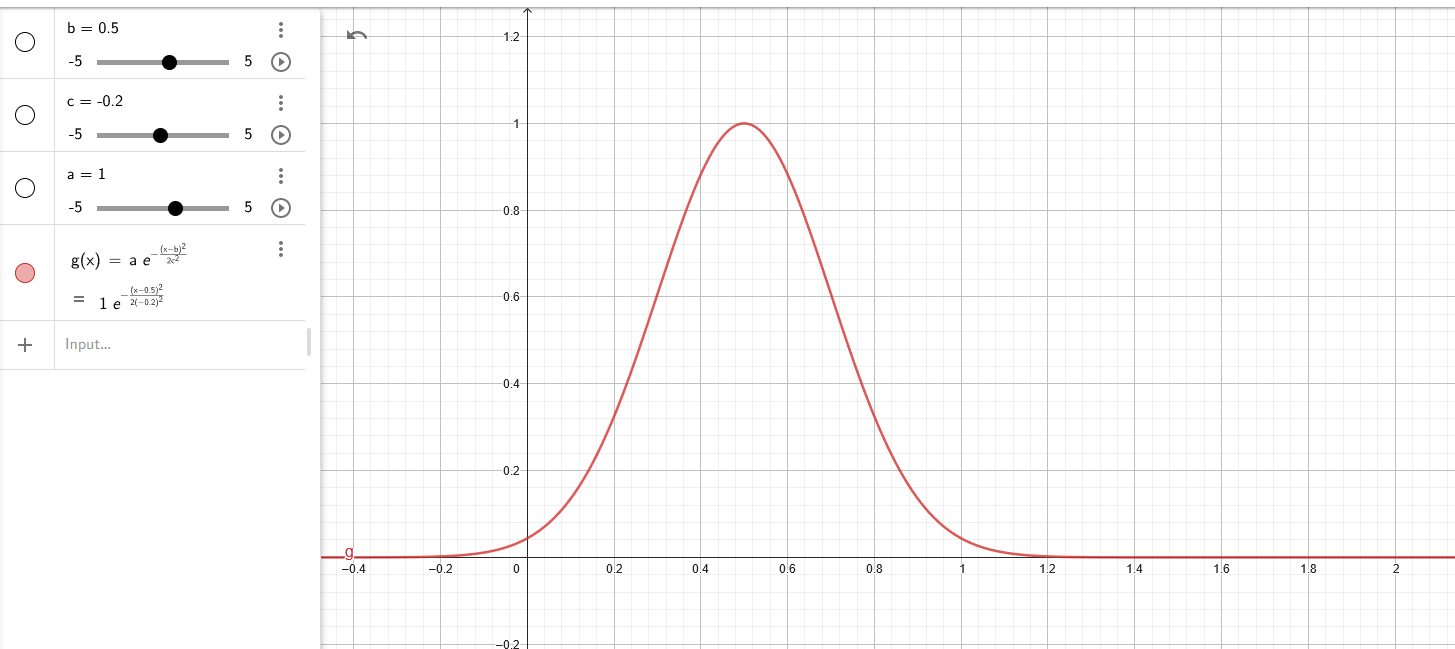 b = 0.5
-5 5
c = -0.2
-5 5
a = 1
-5 5
g(x) = a e^−(x−b)²/2c²
= 1 e^−(x−0.5)²/2(−0.2)²
+ Input...
1.2
1
0.8
0.6
0.4
0.2
g
−0.4 −0.2 0 0.2 0.4 0.6 0.8 1 1.2 1.4 1.6 1.8 2
−0.2